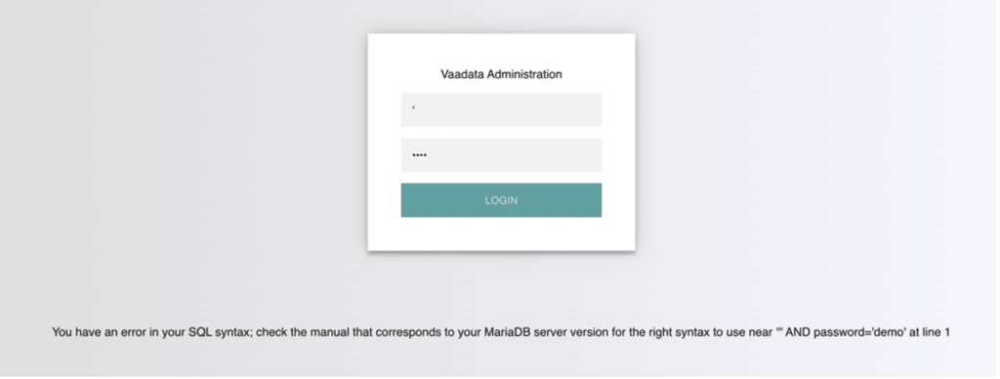 Vaadata Administration
'
••••
LOGIN
You have an error in your SQL syntax; check the manual that corresponds to your MariaDB server version for the right syntax to use near ''' AND password='demo' at line 1